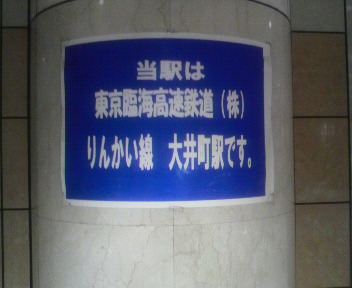 当駅は
東京臨海高速鉄道（株）
りんかい線　大井町駅です。